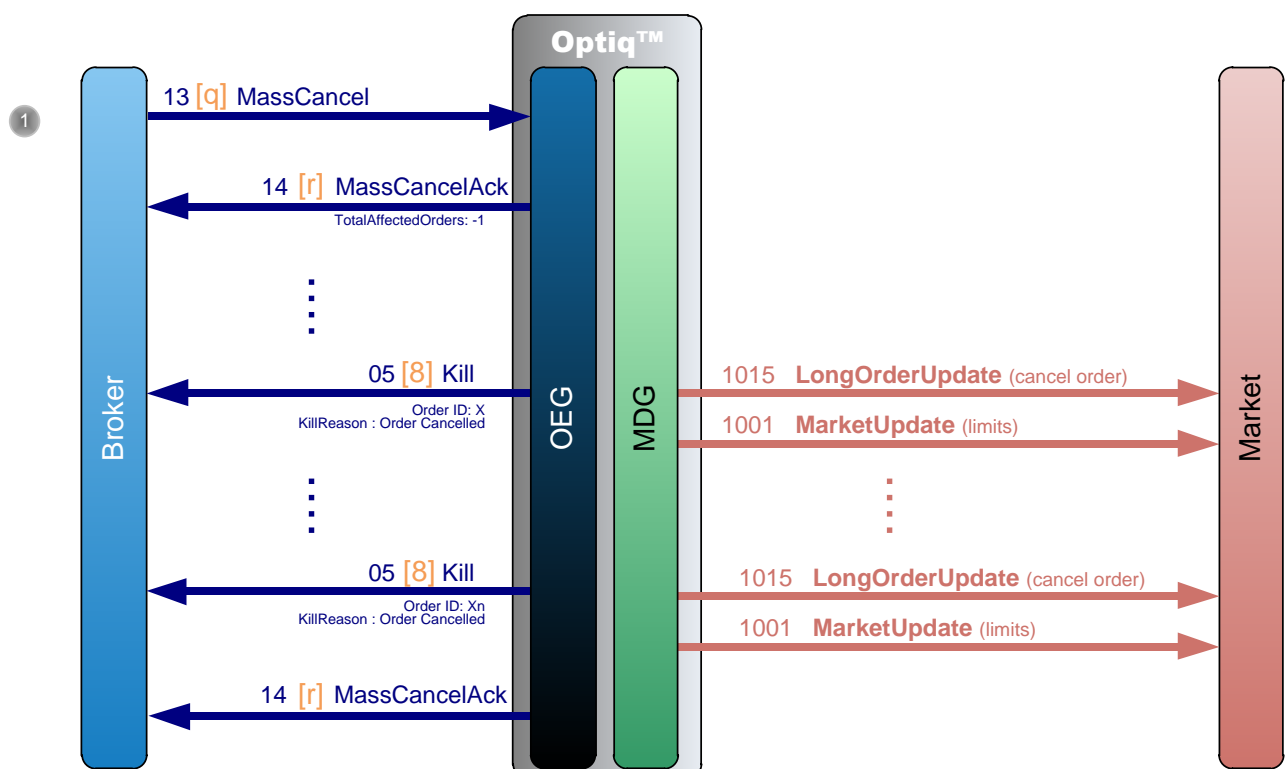 Optiq™
1
13 [q] MassCancel
14 [r] MassCancelAck
TotalAffectedOrders: -1
05 [8] Kill
Order ID: X
KillReason : Order Cancelled
1015 LongOrderUpdate (cancel order)
1001 MarketUpdate (limits)
Broker
OEG
MDG
Market
05 [8] Kill
Order ID: Xn
KillReason : Order Cancelled
1015 LongOrderUpdate (cancel order)
1001 MarketUpdate (limits)
14 [r] MassCancelAck